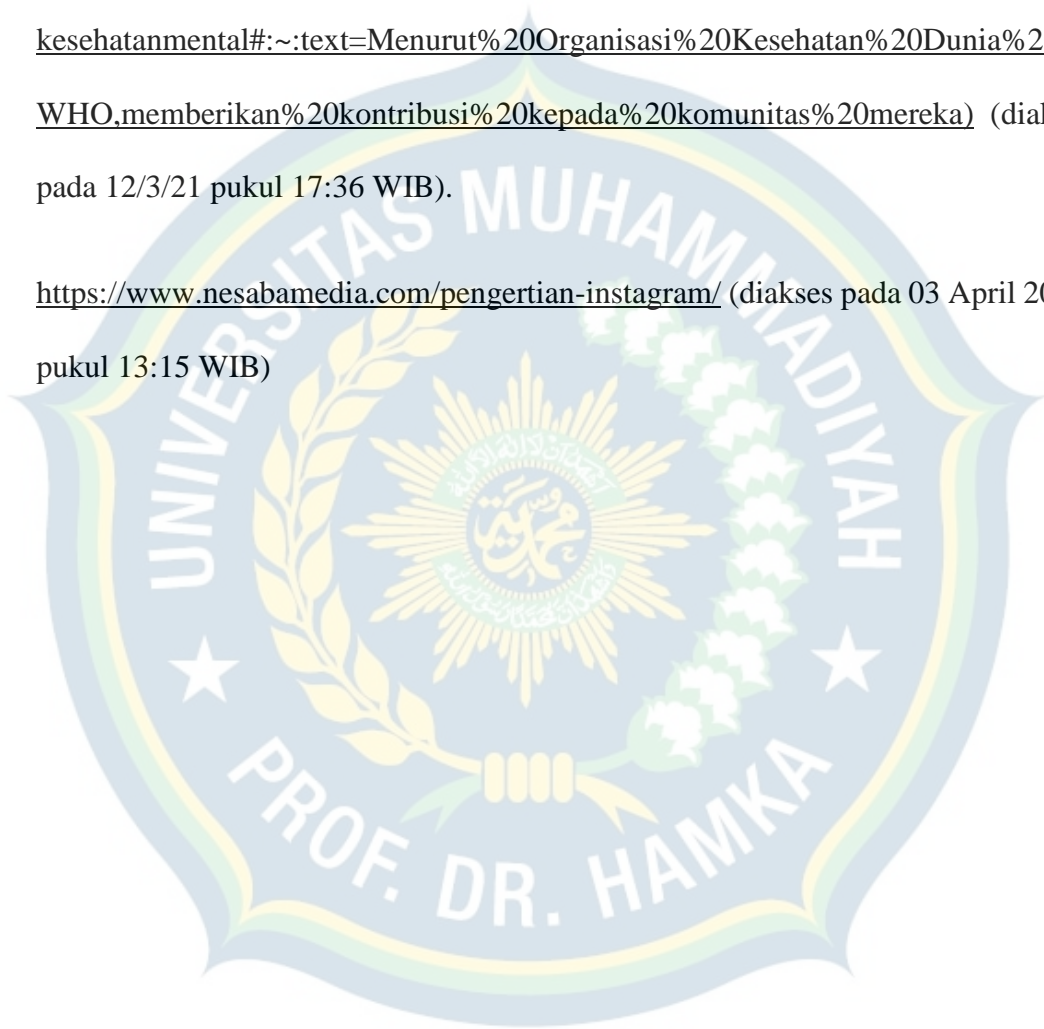 kesehatanmental#:~:text=Menurut%20Organisasi%20Kesehatan%20Dunia%2
WHO,memberikan%20kontribusi%20kepada%20komunitas%20mereka) 
pada 12/3/21 pukul 17:36 WIB).
https://www.nesabamedia.com/pengertian-instagram/ (diakses pada 03 April
pukul 13:15 WIB)
UNIVERSITAS MUHAMMADIYAH
PROF. DR. HAMKA